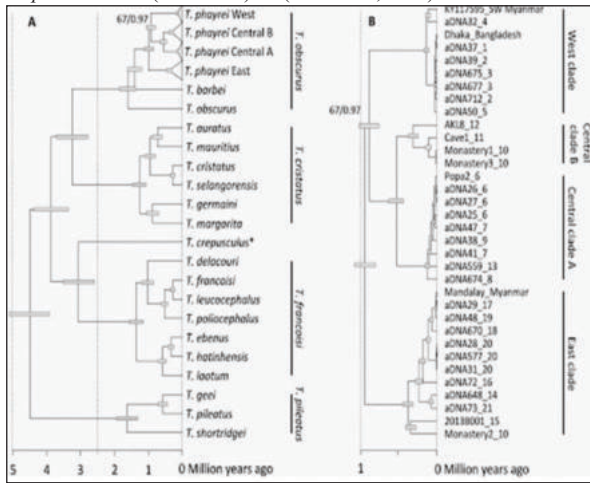 A
67/0.97
T. phayrei West
T. phayrei Central B
T. phayrei Central A
T. phayrei East
T. barbei
T. obscurus
T. auratus
T. mauritius
T. cristatus
T. selangorensis
T. germaini
T. margarita
T. crepusculus*
T. delacouri
T. francoisi
T. leucocephalus
T. poliocephalus
T. ebenus
T. hatinhensis
T. laotum
T. geei
T. pileatus
T. shortridgei
T. obscurus
T. cristatus
T. francoisi
T. pileatus
5 4 3 2 1 0 Million years ago
B
67/0.97
KY117595_SW Myanmar
aDNA32_4
Dhaka_Bangladesh
aDNA37_1
aDNA39_2
aDNA675_3
aDNA677_3
aDNA712_2
aDNA50_5
AKL8_12
Cave1_11
Monastery1_10
Monastery3_10
Popa2_6
aDNA26_6
aDNA27_6
aDNA25_6
aDNA47_7
aDNA38_9
aDNA41_7
aDNA559_13
aDNA674_8
Mandalay_Myanmar
aDNA29_17
aDNA48_19
aDNA670_18
aDNA28_20
aDNA577_20
aDNA31_20
aDNA72_16
aDNA648_14
aDNA73_21
20138001_15
Monastery2_10
West clade
Central
clade B
Central clade A
East clade
1 0 Million years ago